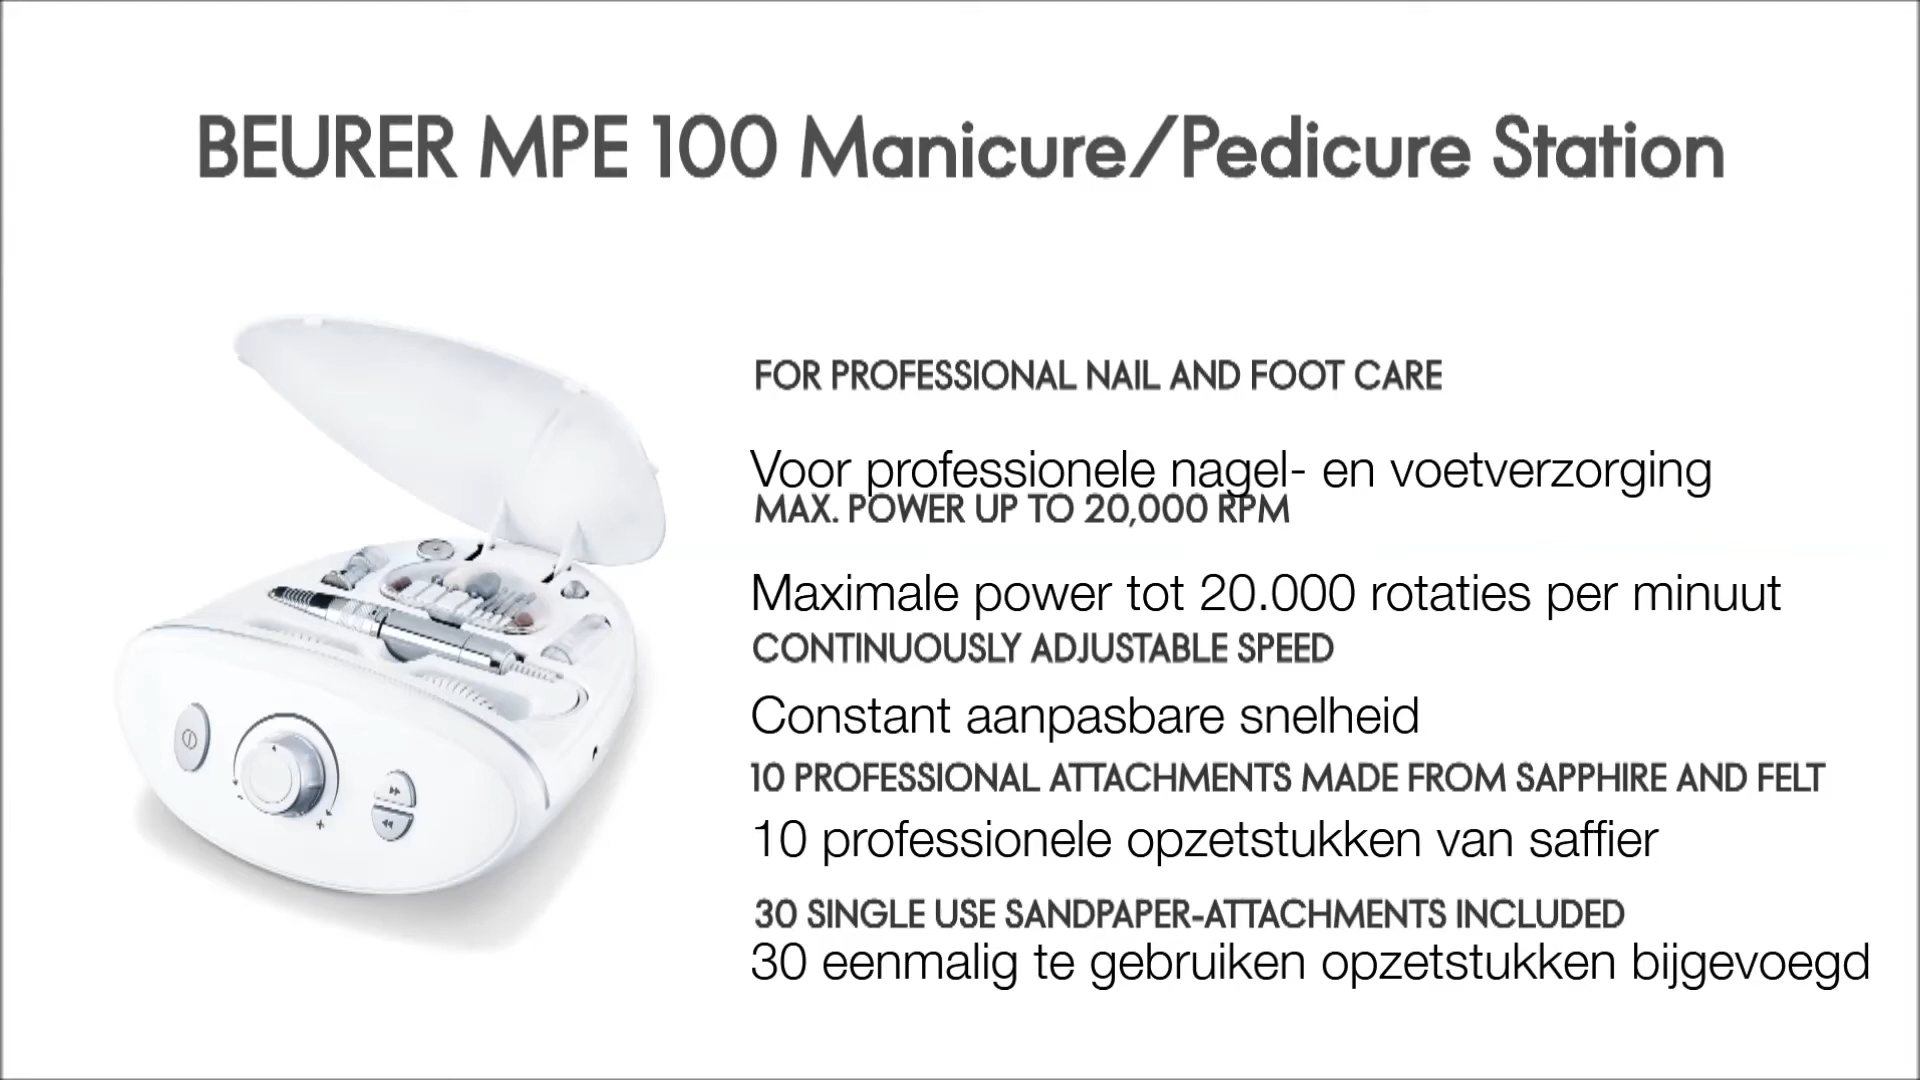 BEURER MPE 100 Manicure/Pedicure Station
FOR PROFESSIONAL NAIL AND FOOT CARE
Voor professionele nagel- en voetverzorging
MAX. POWER UP TO 20,000 RPM
Maximale power tot 20.000 rotaties per minuut
CONTINUOUSLY ADJUSTABLE SPEED
Constant aanpasbare snelheid
10 PROFESSIONAL ATTACHMENTS MADE FROM SAPPHIRE AND FELT
10 professionele opzetstukken van saffier
30 SINGLE USE SANDPAPER-ATTACHMENTS INCLUDED
30 eenmalig te gebruiken opzetstukken bijgevoegd